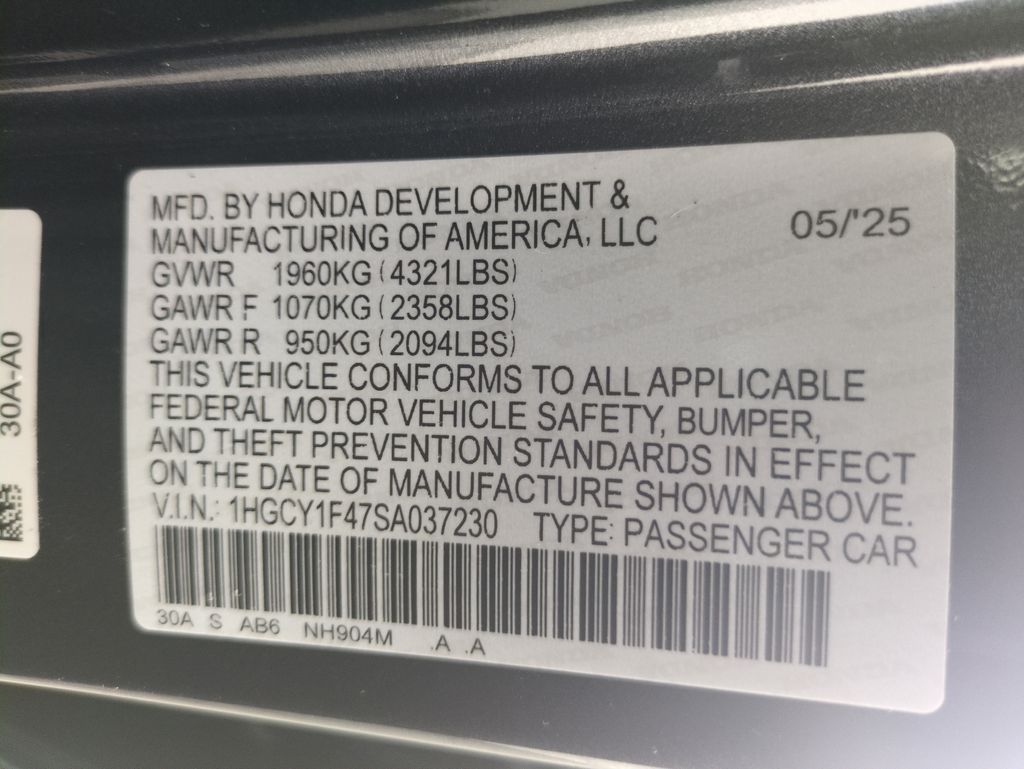 MFD. BY HONDA DEVELOPMENT &
MANUFACTURING OF AMERICA, LLC
05/'25
GVWR 1960KG (4321LBS)
GAWR F 1070KG (2358LBS)
GAWR R 950KG (2094LBS)
THIS VEHICLE CONFORMS TO ALL APPLICABLE
FEDERAL MOTOR VEHICLE SAFETY, BUMPER,
AND THEFT PREVENTION STANDARDS IN EFFECT
ON THE DATE OF MANUFACTURE SHOWN ABOVE.
V.I.N.: 1HGCY1F47SA037230 TYPE: PASSENGER CAR
30A S AB6 NH904M .A .A
30A-A0